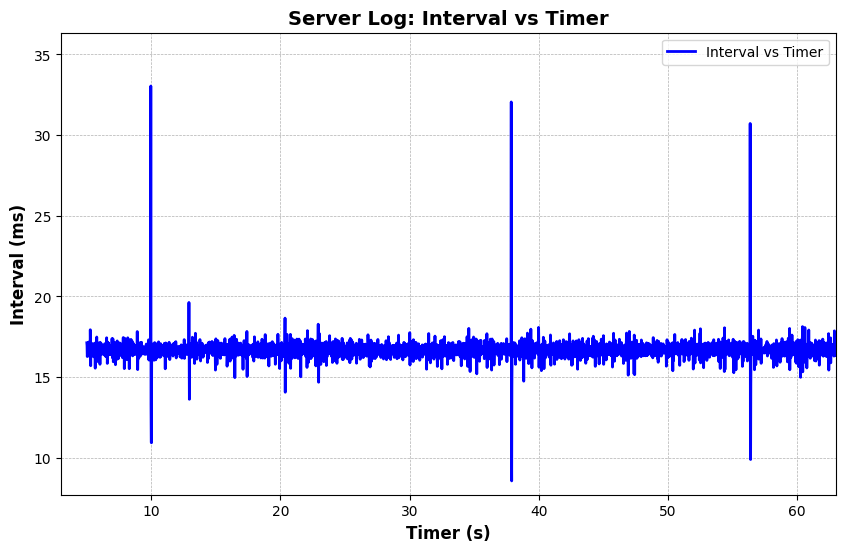 Server Log: Interval vs Timer
Interval vs Timer
Interval (ms)
35
30
25
20
15
10
10 20 30 40 50 60
Timer (s)